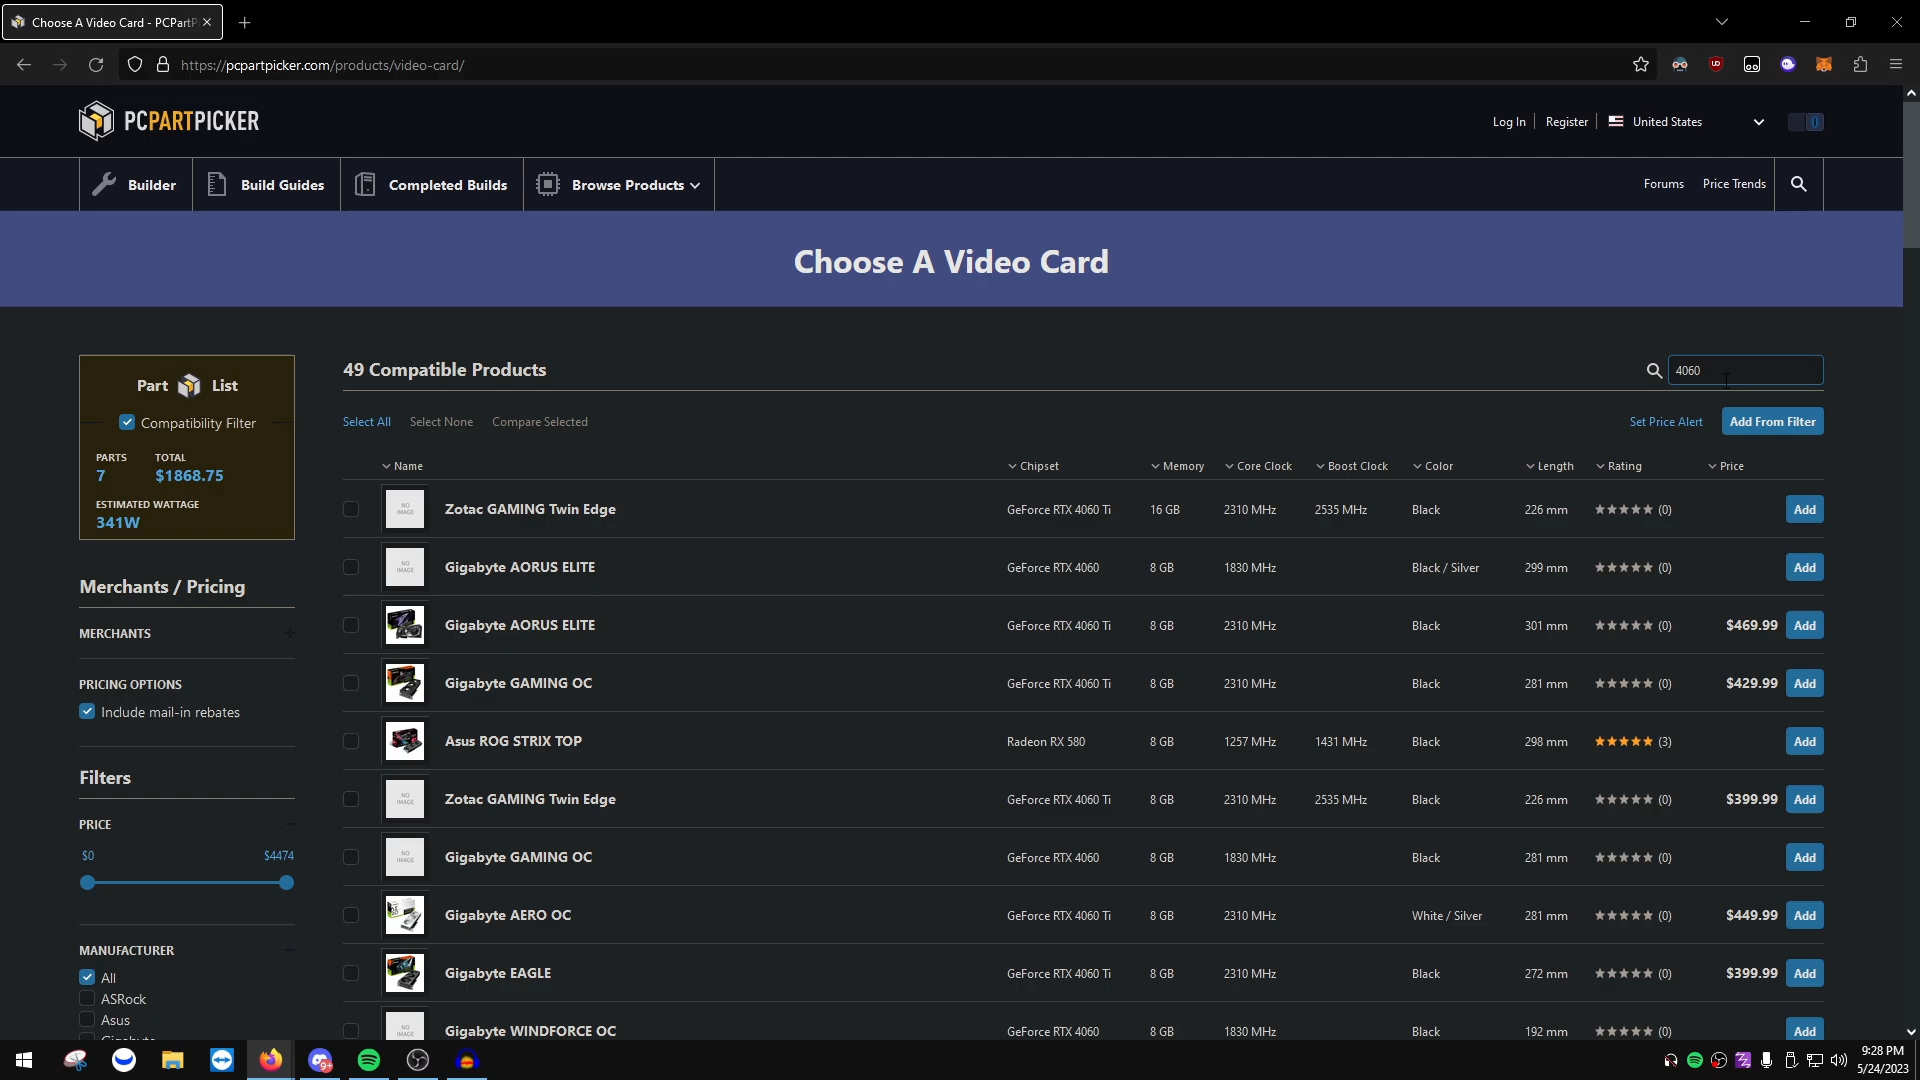 Choose A Video Card - PCPartP
https://pcpartpicker.com/products/video-card/
PCPARTPICKER
Log In
Register
United States
Builder
Build Guides
Completed Builds
Browse Products
Forums
Price Trends
Choose A Video Card
Part List
Compatibility Filter
PARTS TOTAL
7 $1868.75
ESTIMATED WATTAGE
341W
Merchants / Pricing
MERCHANTS
PRICING OPTIONS
Include mail-in rebates
Filters
PRICE
$0 $4474
MANUFACTURER
All
ASRock
Asus
49 Compatible Products
4060
Select All Select None Compare Selected
Set Price Alert Add From Filter
Name Chipset Memory Core Clock Boost Clock Color Length Rating Price
NO IMAGE Zotac GAMING Twin Edge GeForce RTX 4060 Ti 16 GB 2310 MHz 2535 MHz Black 226 mm (0) Add
NO IMAGE Gigabyte AORUS ELITE GeForce RTX 4060 8 GB 1830 MHz Black / Silver 299 mm (0) Add
Gigabyte AORUS ELITE GeForce RTX 4060 Ti 8 GB 2310 MHz Black 301 mm (0) $469.99 Add
Gigabyte GAMING OC GeForce RTX 4060 Ti 8 GB 2310 MHz Black 281 mm (0) $429.99 Add
Asus ROG STRIX TOP Radeon RX 580 8 GB 1257 MHz 1431 MHz Black 298 mm (3) Add
NO IMAGE Zotac GAMING Twin Edge GeForce RTX 4060 Ti 8 GB 2310 MHz 2535 MHz Black 226 mm (0) $399.99 Add
NO IMAGE Gigabyte GAMING OC GeForce RTX 4060 8 GB 1830 MHz Black 281 mm (0) Add
Gigabyte AERO OC GeForce RTX 4060 Ti 8 GB 2310 MHz White / Silver 281 mm (0) $449.99 Add
Gigabyte EAGLE GeForce RTX 4060 Ti 8 GB 2310 MHz Black 272 mm (0) $399.99 Add
NO IMAGE Gigabyte WINDFORCE OC GeForce RTX 4060 8 GB 1830 MHz Black 192 mm (0) Add
9+
9:28 PM
5/24/2023